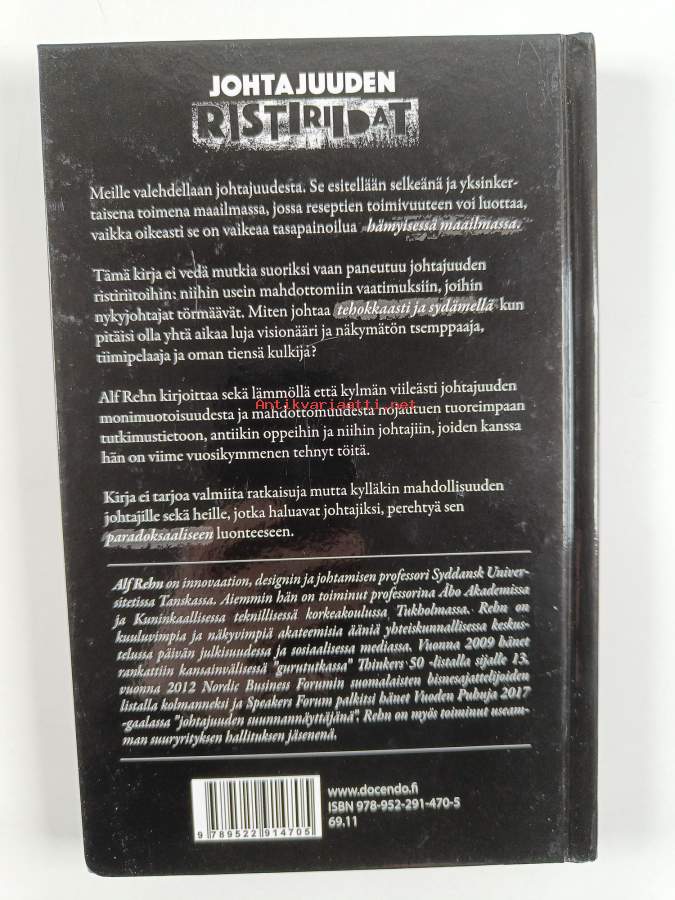 JOHTAJUUDEN
RISTIRIIDAT
Meille valehdellaan johtajuudesta. Se esitellään selkeänä ja yksinker-
taisena toimena maailmassa, jossa reseptien toimivuuteen voi luottaa,
vaikka oikeasti se on vaikeaa tasapainoilua hämyisessä maailmassa.
Tämä kirja ei vedä mutkia suoriksi vaan paneutuu johtajuuden
ristiriitoihin: niihin usein mahdottomiin vaatimuksiin, joihin
nykyjohtajat törmäävät. Miten johtaa tehokkaasti ja sydämellä kun
pitäisi olla yhtä aikaa luja visionääri ja näkymätön tsemppaaja,
tiimipelaaja ja oman tiensä kulkija?
Alf Rehn kirjoittaa sekä lämmöllä että kylmän viileästi johtajuuden
Antikvariaatti.net
monimuotoisuudesta ja mahdottomuudesta nojautuen tuoreimpaan
tutkimustietoon, antiikin oppeihin ja niihin johtajiin, joiden kanssa
hän on viime vuosikymmenen tehnyt töitä.
Kirja ei tarjoa valmiita ratkaisuja mutta kylläkin mahdollisuuden
johtajille sekä heille, jotka haluavat johtajiksi, perehtyä sen
paradoksaaliseen luonteeseen.
Alf Rehn on innovaation, designin ja johtamisen professori Syddansk Univer-
sitetissa Tanskassa. Aiemmin hän on toiminut professorina Åbo Akademissa
ja Kuninkaallisessa teknillisessä korkeakoulussa Tukholmassa. Rehn on
kuuluvimpia ja näkyvimpiä akateemisia ääniä yhteiskunnallisessa keskus-
telussa päivän julkisuudessa ja sosiaalisessa mediassa. Vuonna 2009 hänet
rankattiin kansainvälisessä "gurututkassa" Thinkers 50 -listalla sijalle 13,
vuonna 2012 Nordic Business Forumin suomalaisten bisnesajattelijoiden
listalla kolmanneksi ja Speakers Forum palkitsi hänet Vuoden Puhuja 2017
-gaalassa "johtajuuden suunnannäyttäjänä". Rehn on myös toiminut useam-
man suuryrityksen hallituksen jäsenenä.
www.docendo.fi
ISBN 978-952-291-470-5
69.11
9 789522 914705